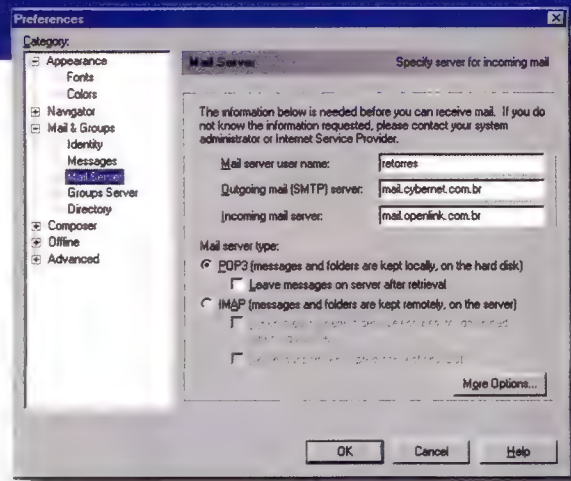 Preferences
Category:
Appearance
Fonts
Colors
Navigator
Mail & Groups
Identity
Messages
Mail Server
Groups Server
Directory
Composer
Offline
Advanced
Mail Server Specify server for incoming mail
The information below is needed before you can receive mail. If you do
not know the information requested, please contact your system
administrator or Internet Service Provider.
Mail server user name: retorres
Outgoing mail (SMTP) server: mail.cybernet.com.br
Incoming mail server: mail.openlink.com.br
Mail server type:
POP3 (messages and folders are kept locally, on the hard disk)
Leave messages on server after retrieval
IMAP (messages and folders are kept remotely, on the server)
More Options...
OK Cancel Help